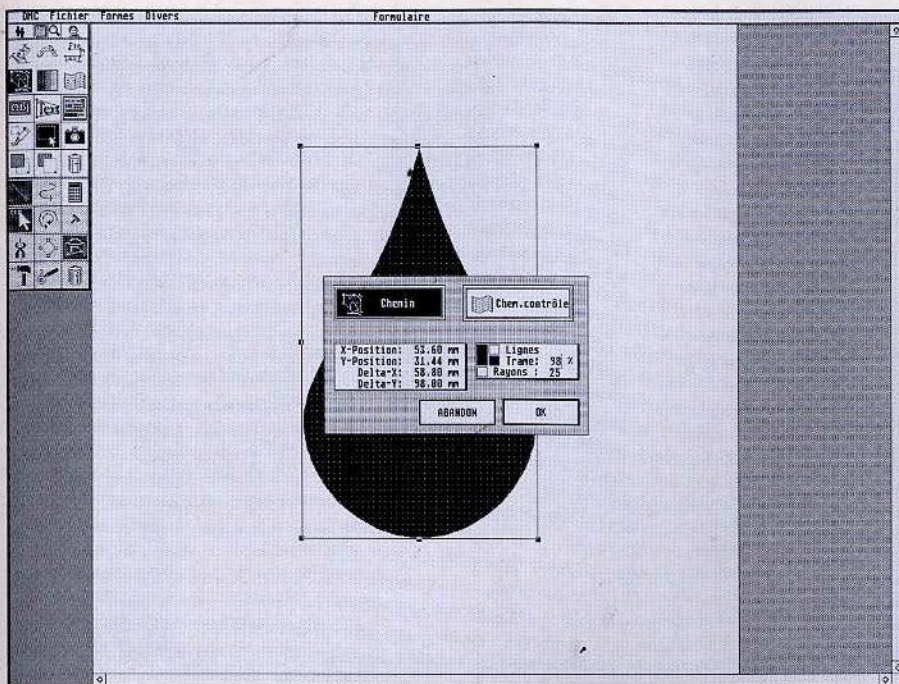 DMC Fichier Formes Divers
Formulaire
Chemin
Chem.contrôle
X-Position: 53.60 mm
Y-Position: 31.44 mm
Delta-X: 58.80 mm
Delta-Y: 98.00 mm
Lignes
Trame: 98 %
Rayons : 25
ABANDON
OK